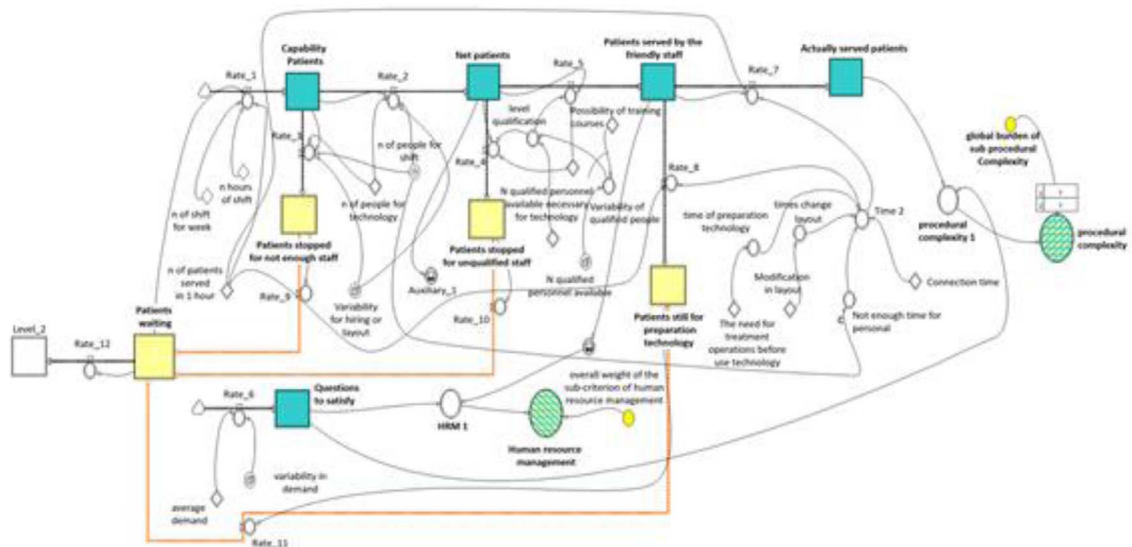 Capability
Patients
Net patients
Patients served by the
friendly staff
Actually served patients
Rate_1
Rate_2
Rate_5
Rate_7
level
qualification
Possibility of training
courses
global burden of
sub procedural
Complexity
Rate_3
n of people for
shift
Rate_4
Rate_8
n hours
of shift
n of shift
for week
n of people for
technology
N qualified personnel
available necessary
for technology
Variability of
qualified people
time of preparation
technology
times change
layout
Time 2
procedural
complexity 1
procedural
complexity
Patients stopped
for not enough staff
Patients stopped
for unqualified staff
n of patients
served
in 1 hour
Rate_9
Variability
for hiring or
layout
Auxiliary_1
N qualified
personnel available
Rate_10
Modification
in layout
Connection time
Patients
waiting
Patients still for
preparation
technology
The need for
treatment
operations before
use technology
Not enough time for
personal
Level_2
Rate_12
Rate_6
Questions
to satisfy
overall weight of the
sub-criterion of human
resource management
HRM 1
Human resource
management
variability in
demand
average
demand
Rate_11